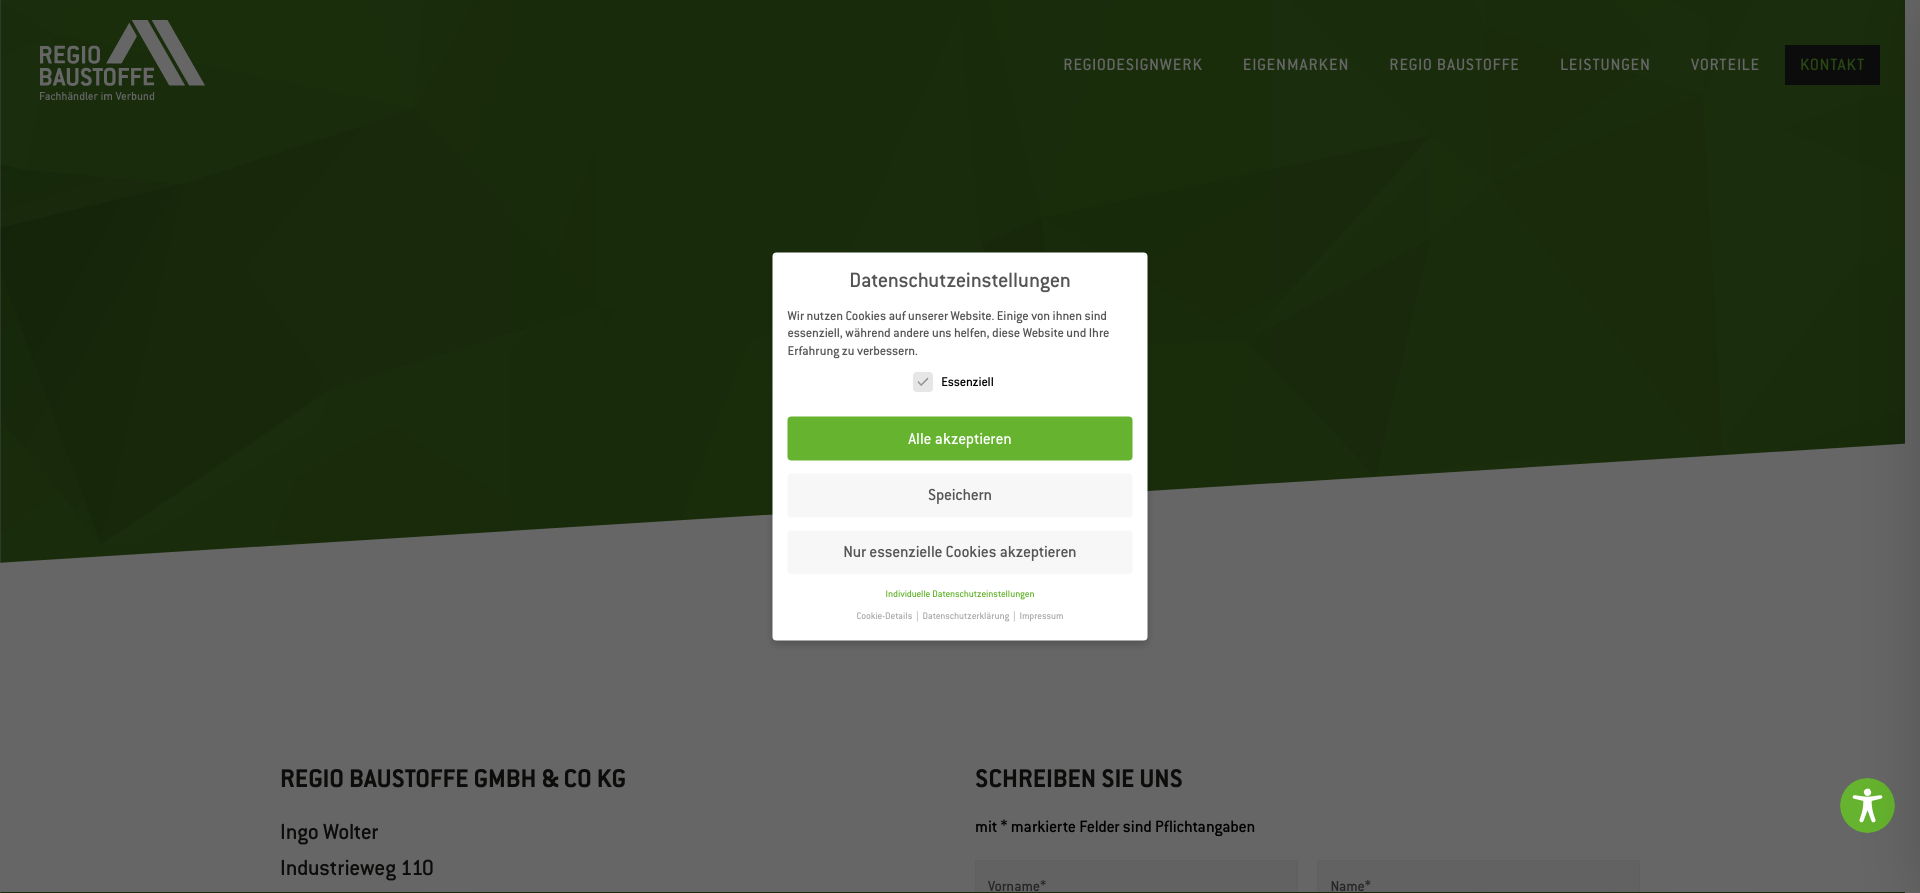 REGIO
BAUSTOFFE
Fachhändler im Verbund
REGIODESIGNWERK
EIGENMARKEN
REGIO BAUSTOFFE
LEISTUNGEN
VORTEILE
KONTAKT
Datenschutzeinstellungen
Wir nutzen Cookies auf unserer Website. Einige von ihnen sind
essenziell, während andere uns helfen, diese Website und Ihre
Erfahrung zu verbessern.
Essenziell
Alle akzeptieren
Speichern
Nur essenzielle Cookies akzeptieren
Individuelle Datenschutzeinstellungen
Cookie-Details | Datenschutzerklärung | Impressum
REGIO BAUSTOFFE GMBH & CO KG
Ingo Wolter
Industrieweg 110
SCHREIBEN SIE UNS
mit * markierte Felder sind Pflichtangaben
Vorname*
Name*